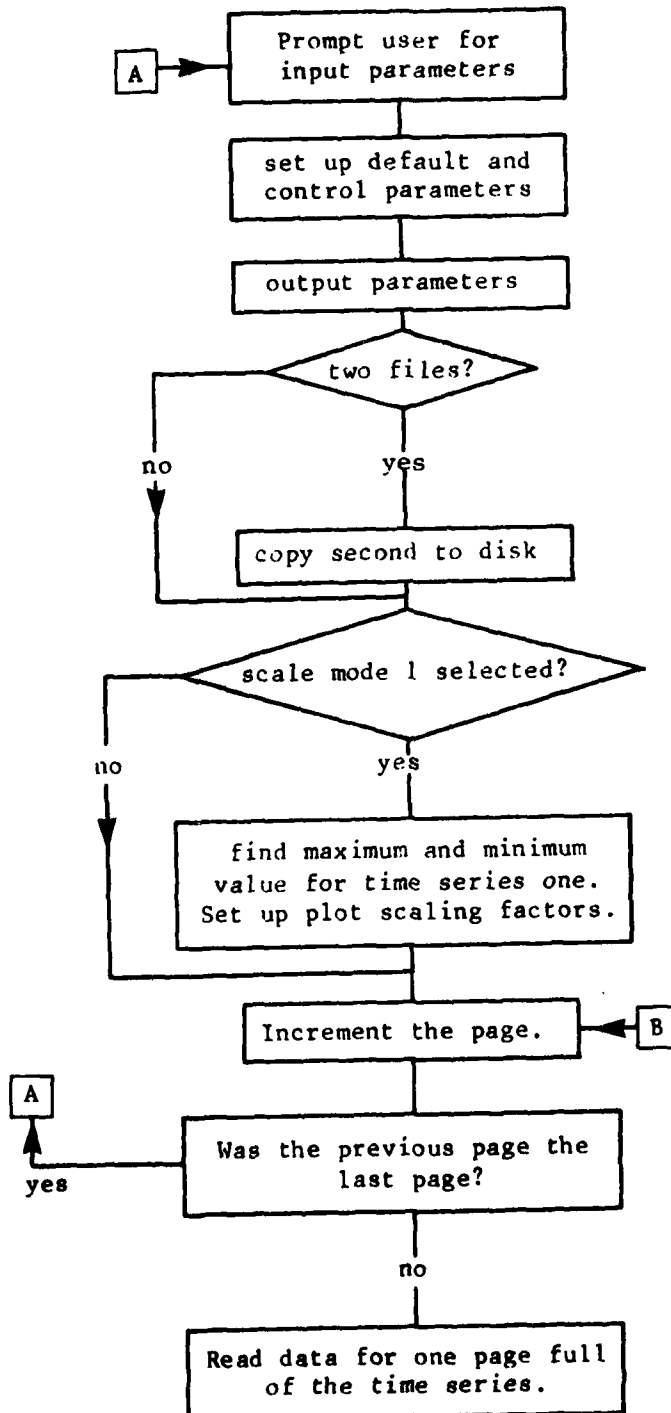 Prompt user for
input parameters
A
set up default and
control parameters
output parameters
two files?
no
yes
copy second to disk
scale mode 1 selected?
no
yes
find maximum and minimum
value for time series one.
Set up plot scaling factors.
Increment the page.
B
A
Was the previous page the
last page?
yes
no
Read data for one page full
of the time series.